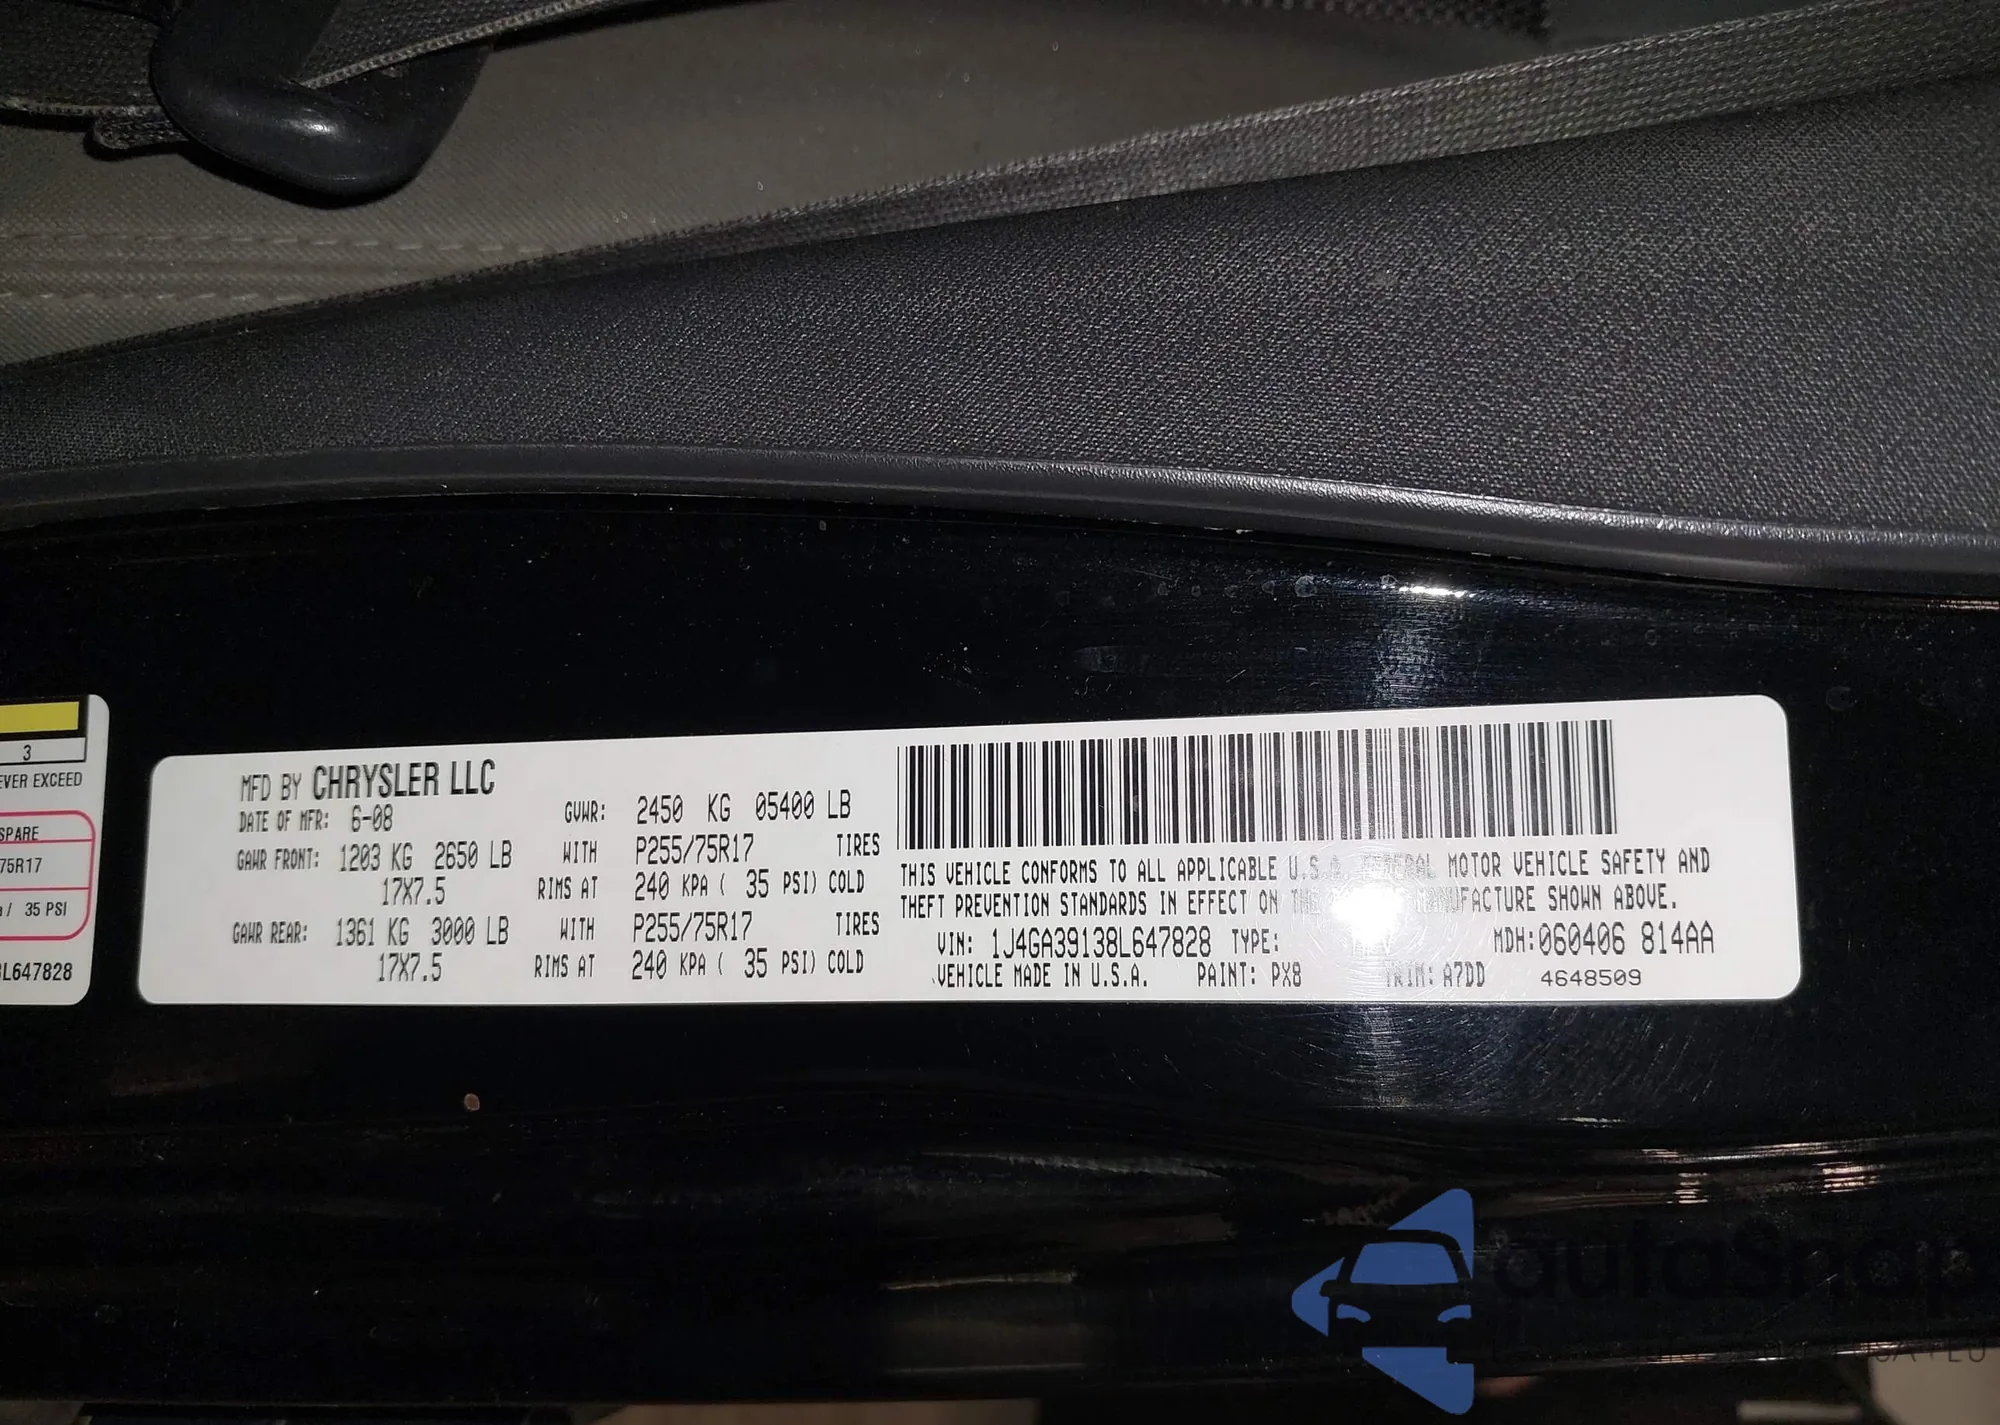 3
EVER EXCEED
SPARE
75R17
/ 35 PSI
L647828
MFD BY CHRYSLER LLC
DATE OF MFR: 6-08
GVWR: 2450 KG 05400 LB
GAWR FRONT: 1203 KG 2650 LB WITH P255/75R17 TIRES
17X7.5 RIMS AT 240 KPA ( 35 PSI) COLD
GAWR REAR: 1361 KG 3000 LB WITH P255/75R17 TIRES
17X7.5 RIMS AT 240 KPA ( 35 PSI) COLD
THIS VEHICLE CONFORMS TO ALL APPLICABLE U.S.A. FEDERAL MOTOR VEHICLE SAFETY AND
THEFT PREVENTION STANDARDS IN EFFECT ON THE MANUFACTURE SHOWN ABOVE.
VIN: 1J4GA39138L647828 TYPE: MDH:060406 814AA
VEHICLE MADE IN U.S.A. PAINT: PX8 TRIM: A7DD 4648509
autoSnap